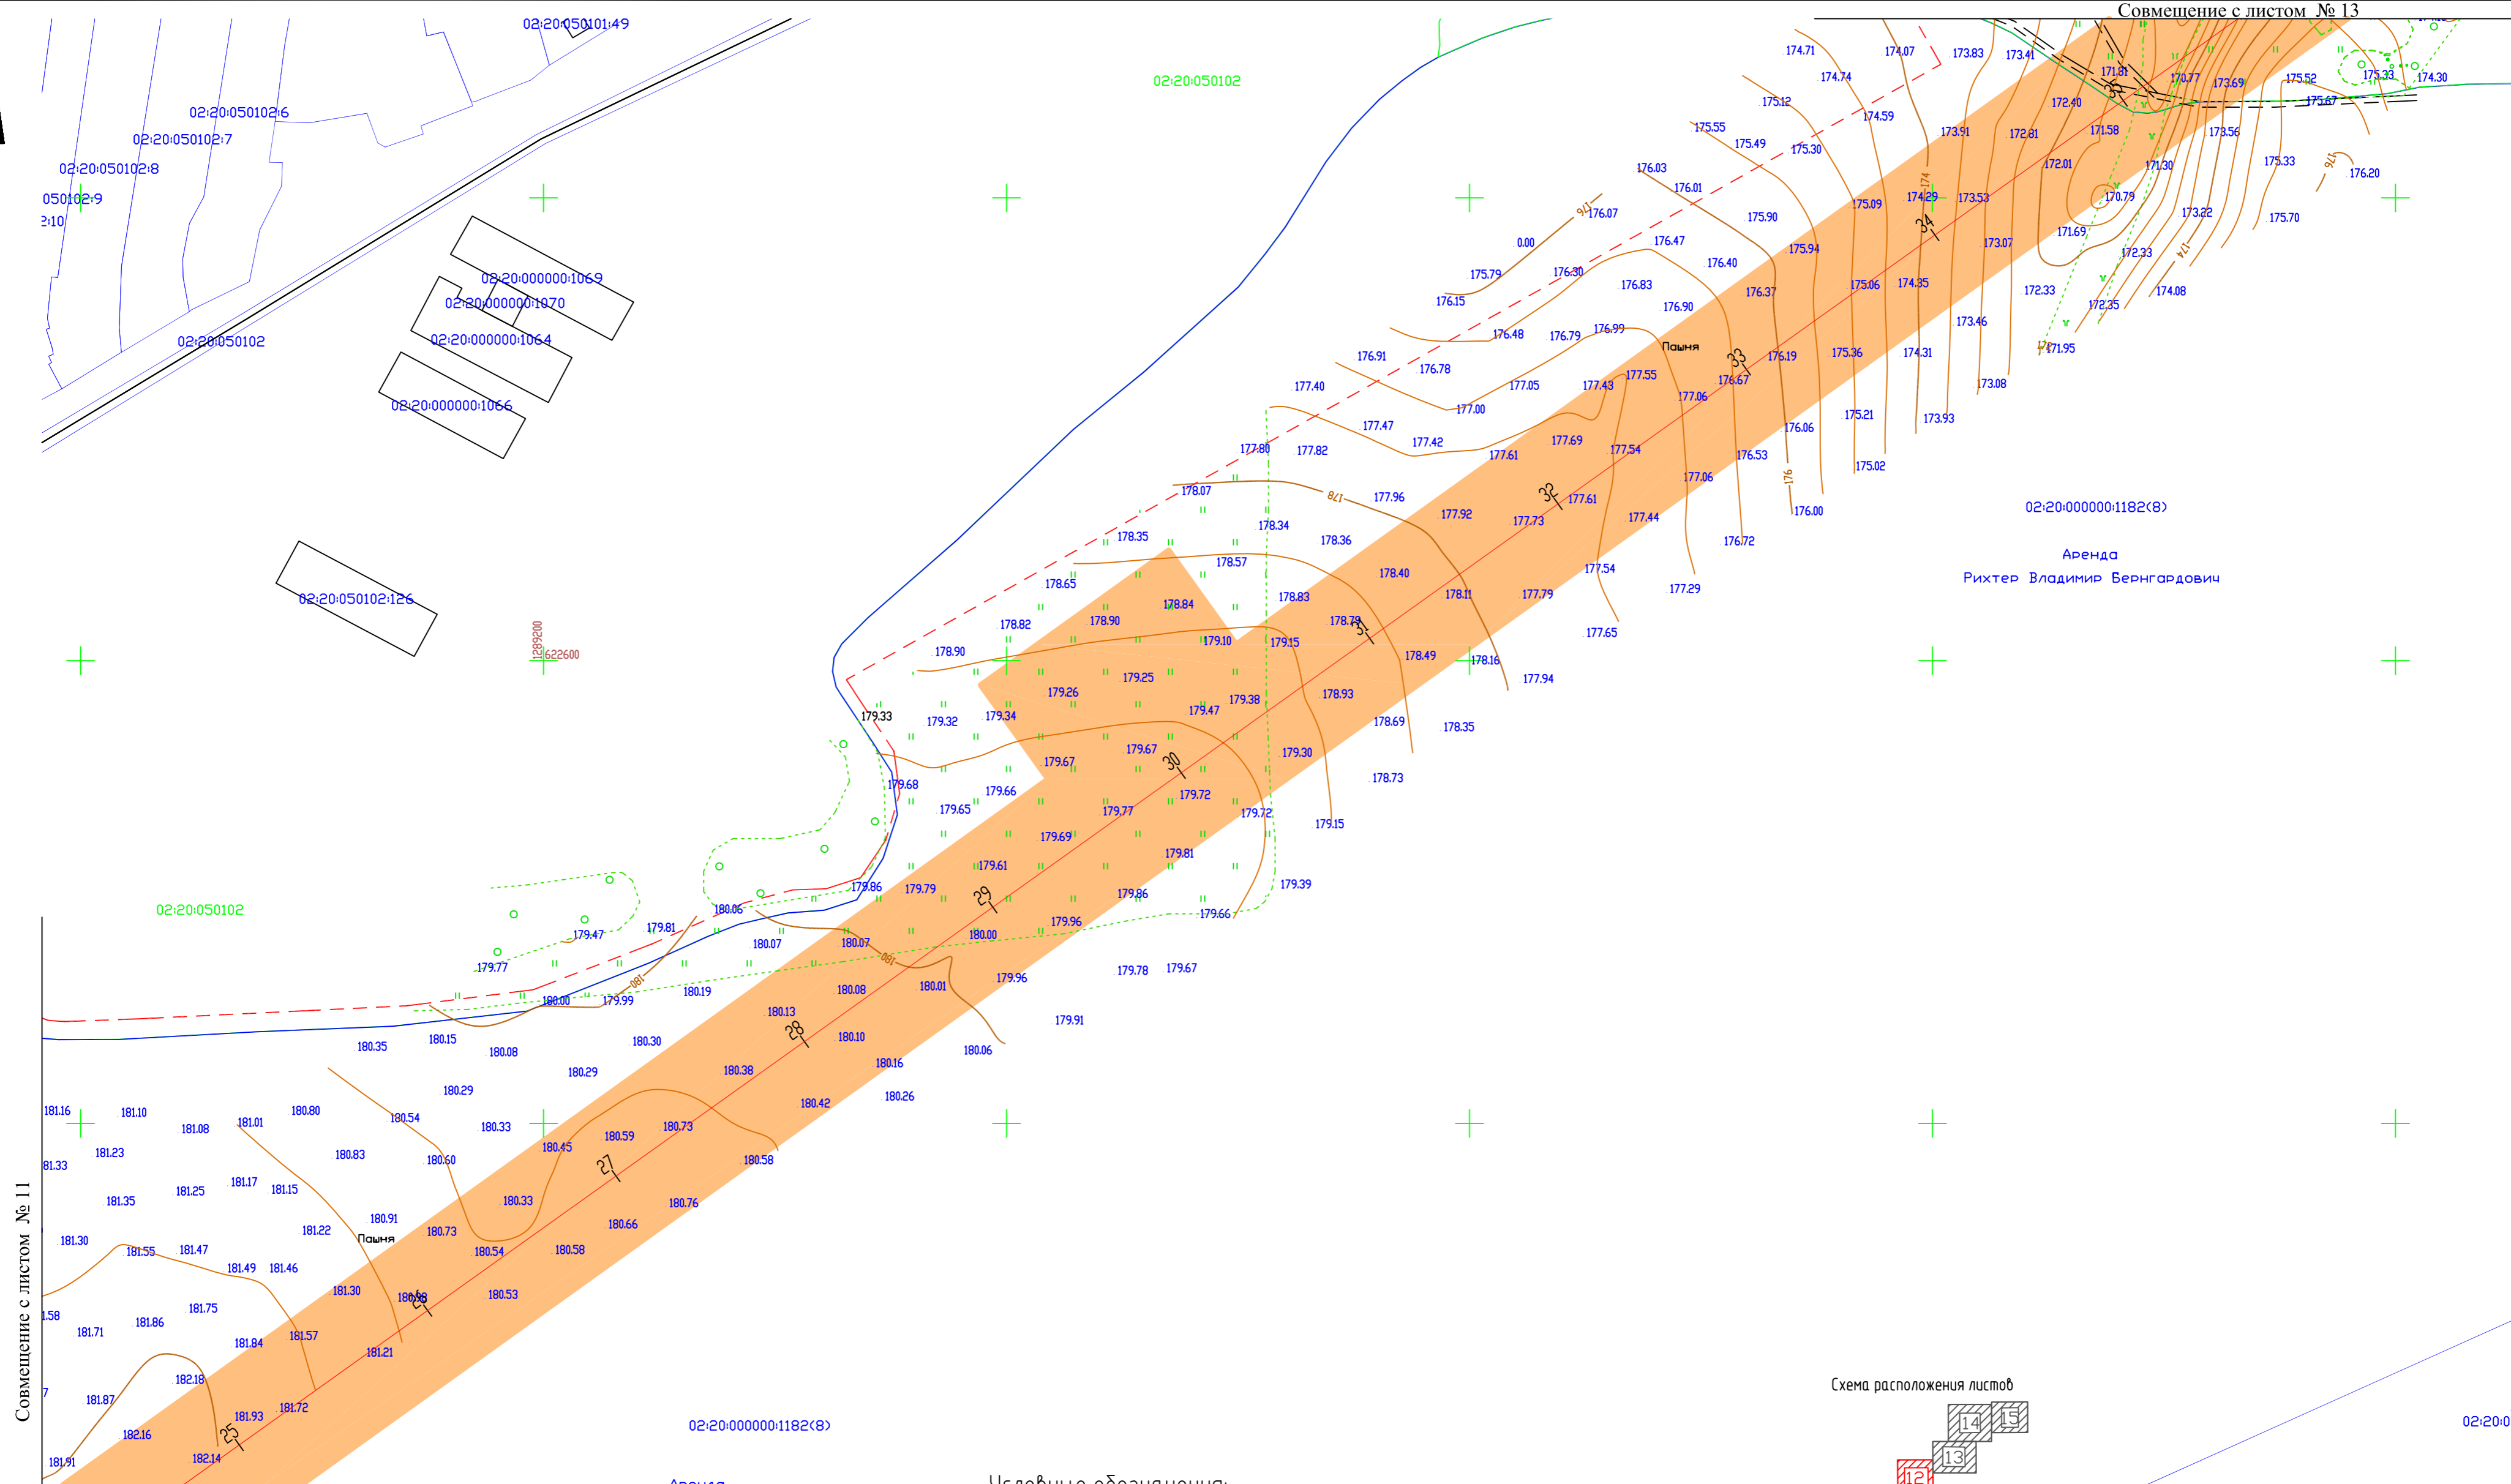 Совмещение с листом № 13
02:20:050101:49
02:20:050102
02:20:050102:6
02:20:050102:7
02:20:050102:8
050102:9
2:10
02:20:050102
02:20:000000:1069
02:20:000000:1070
02:20:000000:1064
02:20:000000:1066
02:20:050102:126
1289200
622600
174.71 174.07 173.83 173.41
174.74 171.81 170.77 173.69 175.52 175.33 174.30
175.12 172.40 35 175.67
174.59
175.55 173.91 172.81 171.58 173.56
175.49 175.30
176.03 172.01 171.30 175.33 176 176.20
176.01 174
174.29 173.53 170.79
176 176.07 175.90 175.09 173.22 175.70
34 171.69
0.00 176.47 175.94 173.07 172.33 174
175.79 176.30 176.40
176.83 176.37 175.06 174.35 172.33 174.08
176.15 176.90 172.35
176.48 176.79 176.99 173.46
176.91 Пашня 33 176.19 175.36 174.31 171.95
176.78 177.55 176.67
177.40 177.05 177.43 177.06 173.08
177.00 175.21 173.93
177.47 176.06
177.80 177.82 177.42 177.61 177.69 177.54 176.53
175.02
178.07 178 177.96 32 177.61 177.06 176
177.92 177.73 177.44 176.00
178.35 178.34 178.36 176.72
178.57 178.40 177.54
178.65 178.84 178.83 178.11 177.79 177.29
178.82 178.90 178.79 31 177.65
178.90 179.10 179.15 178.49 178.16
179.26 179.25 179.38 178.93 177.94
179.33 179.32 179.34 179.47 178.69 178.35
179.67 179.67 30 179.30
179.68 179.66 179.72 178.73
179.65 179.77 179.72 179.15
179.69 179.81
179.61
179.86 179.79 29 179.86 179.39
180.06 179.96 179.66
179.47 179.81 180.07 180.07 180.00
179.77 180 180 179.96 179.78 179.67
180.00 179.99 180.19 180.08 180.01
180.13 28 179.91
180.35 180.15 180.08 180.30 180.10 180.06
180.29 180.38 180.16
180.29 180.42 180.26
02:20:050102
02:20:000000:1182(8)
Аренда
Рихтер Владимир Бернгардович
181.16 181.10 181.08 181.01 180.80 180.54 180.33 180.59 180.73
81.33 181.23 180.83 180.60 180.45 27 180.58
181.35 181.25 181.17 181.15 180.33 180.76
181.30 181.55 181.47 181.22 180.91 180.73 180.66
Пашня 180.54 180.58
181.49 181.46 181.30 180.53
1.58 181.71 181.86 181.75 181.84 181.57
181.21
7 181.87 182.18
181.93 181.72
182.16 25
181.91 182.14
Совмещение с листом № 11
02:20:000000:1182(8)
Аренда
Условные обозначения:
Схема расположения листов
14 15
13
12
02:20:0